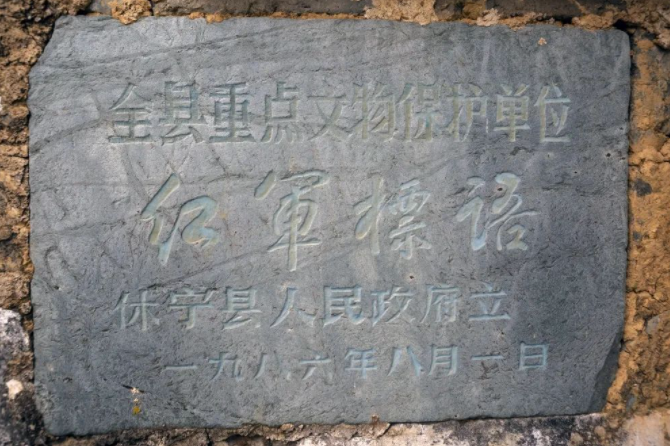 全县重点文物保护单位
红軍標語
休宁县人民政府立
一九八六年八月一日